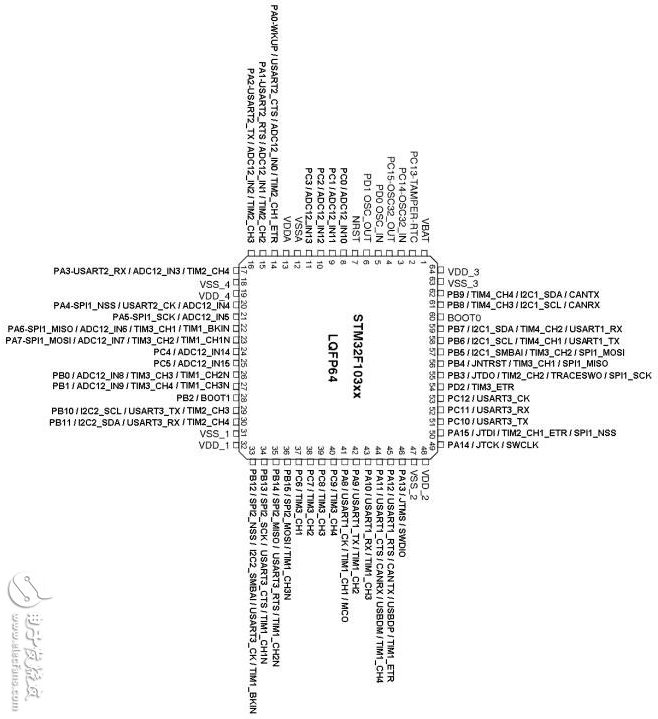 PA0-WKUP / USART2_CTS / ADC12_IN0 / TIM2_CH1_ETR
PA1-USART2_RTS / ADC12_IN1 / TIM2_CH2
PA2-USART2_TX / ADC12_IN2 / TIM2_CH3
VBAT
PC13-TAMPER-RTC
PC14-OSC32_IN
PC15-OSC32_OUT
PD0 OSC_IN
PD1 OSC_OUT
NRST
PC0 / ADC12_IN10
PC1 / ADC12_IN11
PC2 / ADC12_IN12
PC3 / ADC12_IN13
VSSA
VDDA
16 15 14 13 12 11 10 9 8 7 6 5 4 3 2 1
PA3-USART2_RX / ADC12_IN3 / TIM2_CH4 17
VSS_4 18
VDD_4 19
PA4-SPI1_NSS / USART2_CK / ADC12_IN4 20
PA5-SPI1_SCK / ADC12_IN5 21
PA6-SPI1_MISO / ADC12_IN6 / TIM3_CH1 / TIM1_BKIN 22
PA7-SPI1_MOSI / ADC12_IN7 / TIM3_CH2 / TIM1_CH1N 23
PC4 / ADC12_IN14 24
PC5 / ADC12_IN15 25
PB0 / ADC12_IN8 / TIM3_CH3 / TIM1_CH2N 26
PB1 / ADC12_IN9 / TIM3_CH4 / TIM1_CH3N 27
PB2 / BOOT1 28
PB10 / I2C2_SCL / USART3_TX / TIM2_CH3 29
PB11 / I2C2_SDA / USART3_RX / TIM2_CH4 30
VSS_1 31
VDD_1 32
STM32F103xx
LQFP64
64 VDD_3
63 VSS_3
62 PB9 / TIM4_CH4 / I2C1_SDA / CANTX
61 PB8 / TIM4_CH3 / I2C1_SCL / CANRX
60 BOOT0
59 PB7 / I2C1_SDA / TIM4_CH2 / USART1_RX
58 PB6 / I2C1_SCL / TIM4_CH1 / USART1_TX
57 PB5 / I2C1_SMBAI / TIM3_CH2 / SPI1_MOSI
56 PB4 / JNTRST / TIM3_CH1 / SPI1_MISO
55 PB3 / JTDO / TIM2_CH2 / TRACESWO / SPI1_SCK
54 PD2 / TIM3_ETR
53 PC12 / USART3_CK
52 PC11 / USART3_RX
51 PC10 / USART3_TX
50 PA15 / JTDI / TIM2_CH1_ETR / SPI1_NSS
49 PA14 / JTCK / SWCLK
33 34 35 36 37 38 39 40 41 42 43 44 45 46 47 48
PB12 / SPI2_NSS / I2C2_SMBAI / USART3_CK / TIM1_BKIN
PB13 / SPI2_SCK / USART3_CTS / TIM1_CH1N
PB14 / SPI2_MISO / USART3_RTS / TIM1_CH2N
PB15 / SPI2_MOSI / TIM1_CH3N
PC6 / TIM3_CH1
PC7 / TIM3_CH2
PC8 / TIM3_CH3
PC9 / TIM3_CH4
PA8 / USART1_CK / TIM1_CH1 / MCO
PA9 / USART1_TX / TIM1_CH2
PA10 / USART1_RX / TIM1_CH3
PA11 / USART1_CTS / CANRX / USBDM / TIM1_CH4
PA12 / USART1_RTS / CANTX / USBDP / TIM1_ETR
PA13 / JTMS / SWDIO
VSS_2
VDD_2
电子发烧友
www.elecfans.com